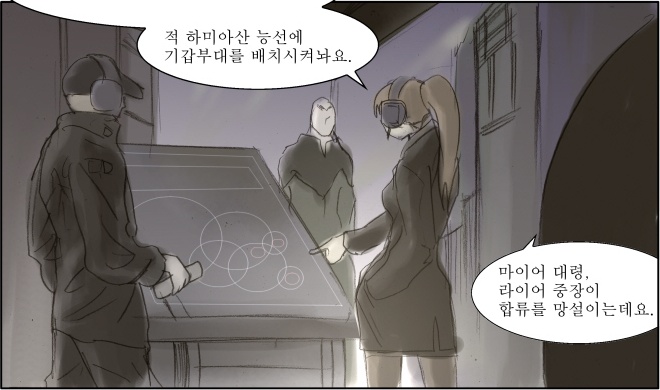 적 하미아산 능선에
기갑부대를 배치시켜놔요.
마이어 대령,
라이어 중장이
합류를 망설이는데요.